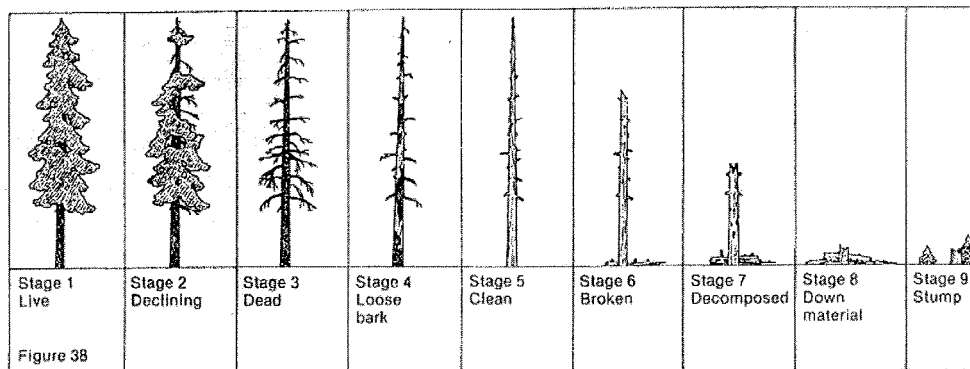 Stage 1
Live
Stage 2
Declining
Stage 3
Dead
Stage 4
Loose
bark
Stage 5
Clean
Stage 6
Broken
Stage 7
Decomposed
Stage 8
Down
material
Stage 9
Stump
Figure 38